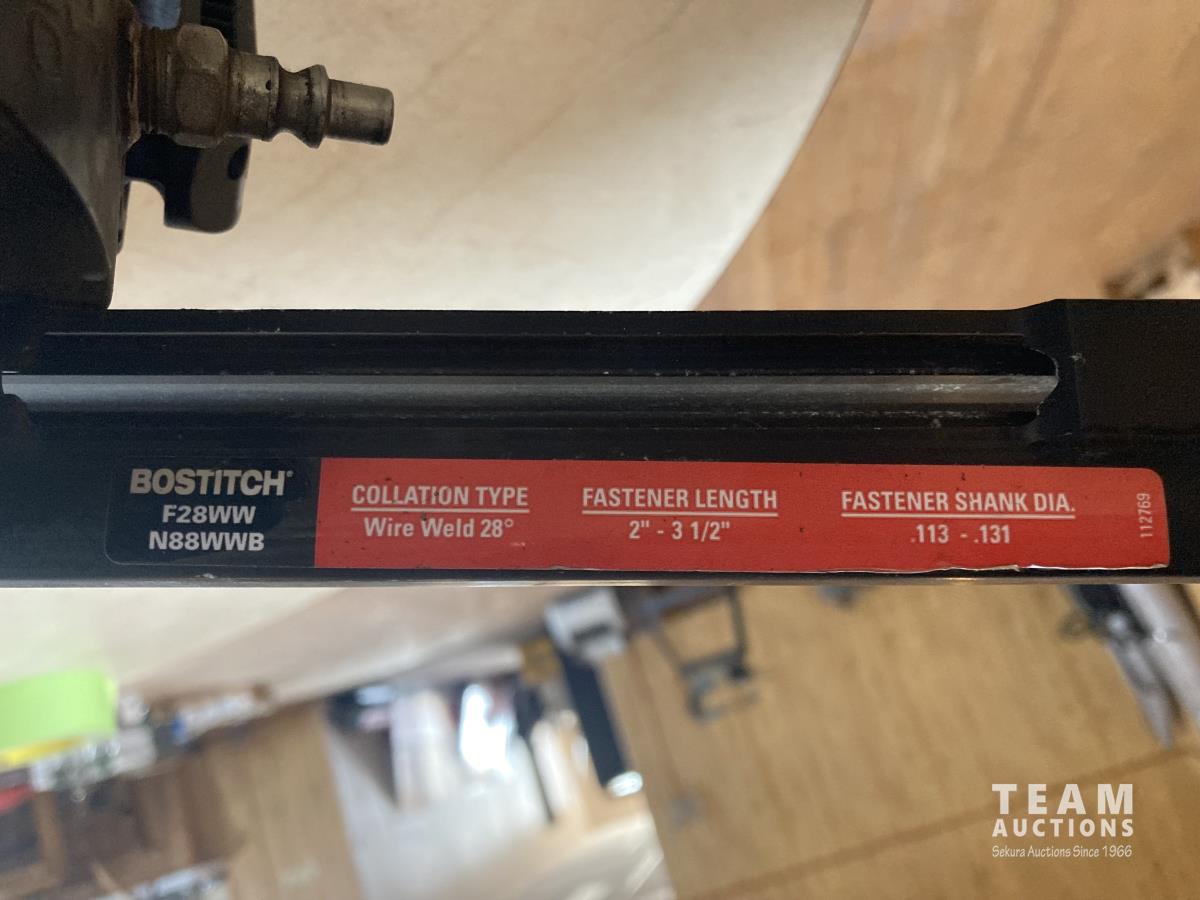 BOSTITCH®
F28WW
N88WWB
COLLATION TYPE
Wire Weld 28°
FASTENER LENGTH
2" - 3 1/2"
FASTENER SHANK DIA.
.113 - .131
112769
TEAM
AUCTIONS
Sekura Auctions Since 1966